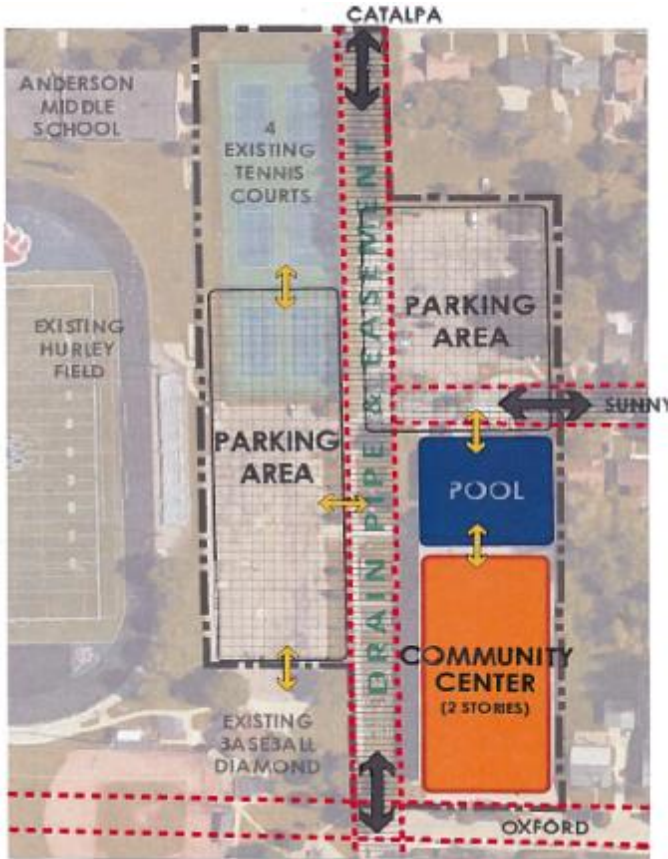 CATALPA
ANDERSON
MIDDLE
SCHOOL
4
EXISTING
TENNIS
COURTS
DRAIN PIPE & EASEMENT
PARKING
AREA
EXISTING
HURLEY
FIELD
SUNNY
PARKING
AREA
POOL
COMMUNITY
CENTER
(2 STORIES)
EXISTING
BASEBALL
DIAMOND
OXFORD